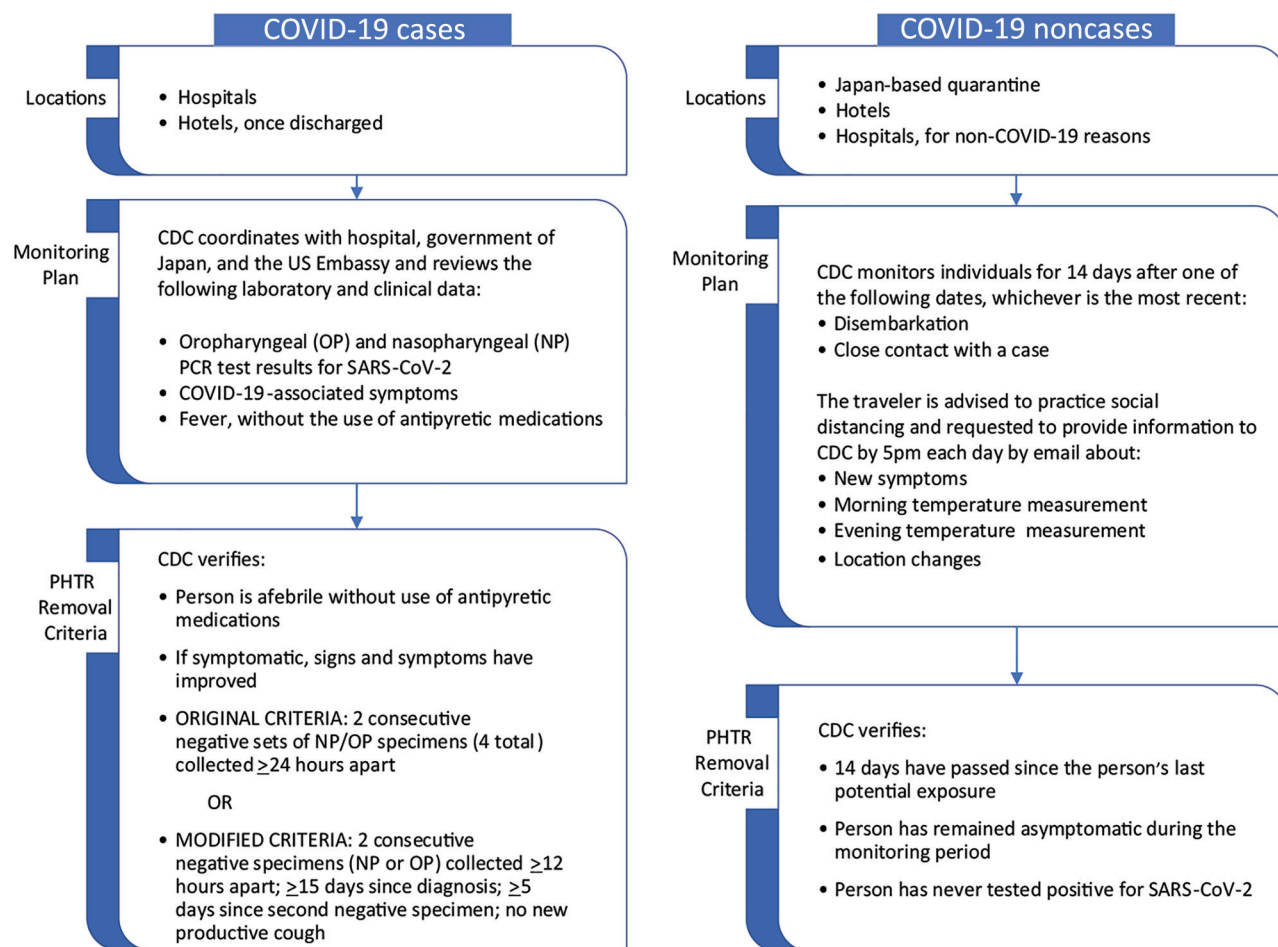 COVID-19 cases
Locations
• Hospitals
• Hotels, once discharged
Monitoring
Plan
CDC coordinates with hospital, government of
Japan, and the US Embassy and reviews the
following laboratory and clinical data:
• Oropharyngeal (OP) and nasopharyngeal (NP)
PCR test results for SARS-CoV-2
• COVID-19-associated symptoms
• Fever, without the use of antipyretic medications
PHTR
Removal
Criteria
CDC verifies:
• Person is afebrile without use of antipyretic
medications
• If symptomatic, signs and symptoms have
improved
• ORIGINAL CRITERIA: 2 consecutive
negative sets of NP/OP specimens (4 total)
collected ≥24 hours apart
OR
• MODIFIED CRITERIA: 2 consecutive
negative specimens (NP or OP) collected ≥12
hours apart; ≥15 days since diagnosis; ≥5
days since second negative specimen; no new
productive cough
COVID-19 noncases
Locations
• Japan-based quarantine
• Hotels
• Hospitals, for non-COVID-19 reasons
Monitoring
Plan
CDC monitors individuals for 14 days after one of
the following dates, whichever is the most recent:
• Disembarkation
• Close contact with a case
The traveler is advised to practice social
distancing and requested to provide information to
CDC by 5pm each day by email about:
• New symptoms
• Morning temperature measurement
• Evening temperature measurement
• Location changes
PHTR
Removal
Criteria
CDC verifies:
• 14 days have passed since the person's last
potential exposure
• Person has remained asymptomatic during the
monitoring period
• Person has never tested positive for SARS-CoV-2